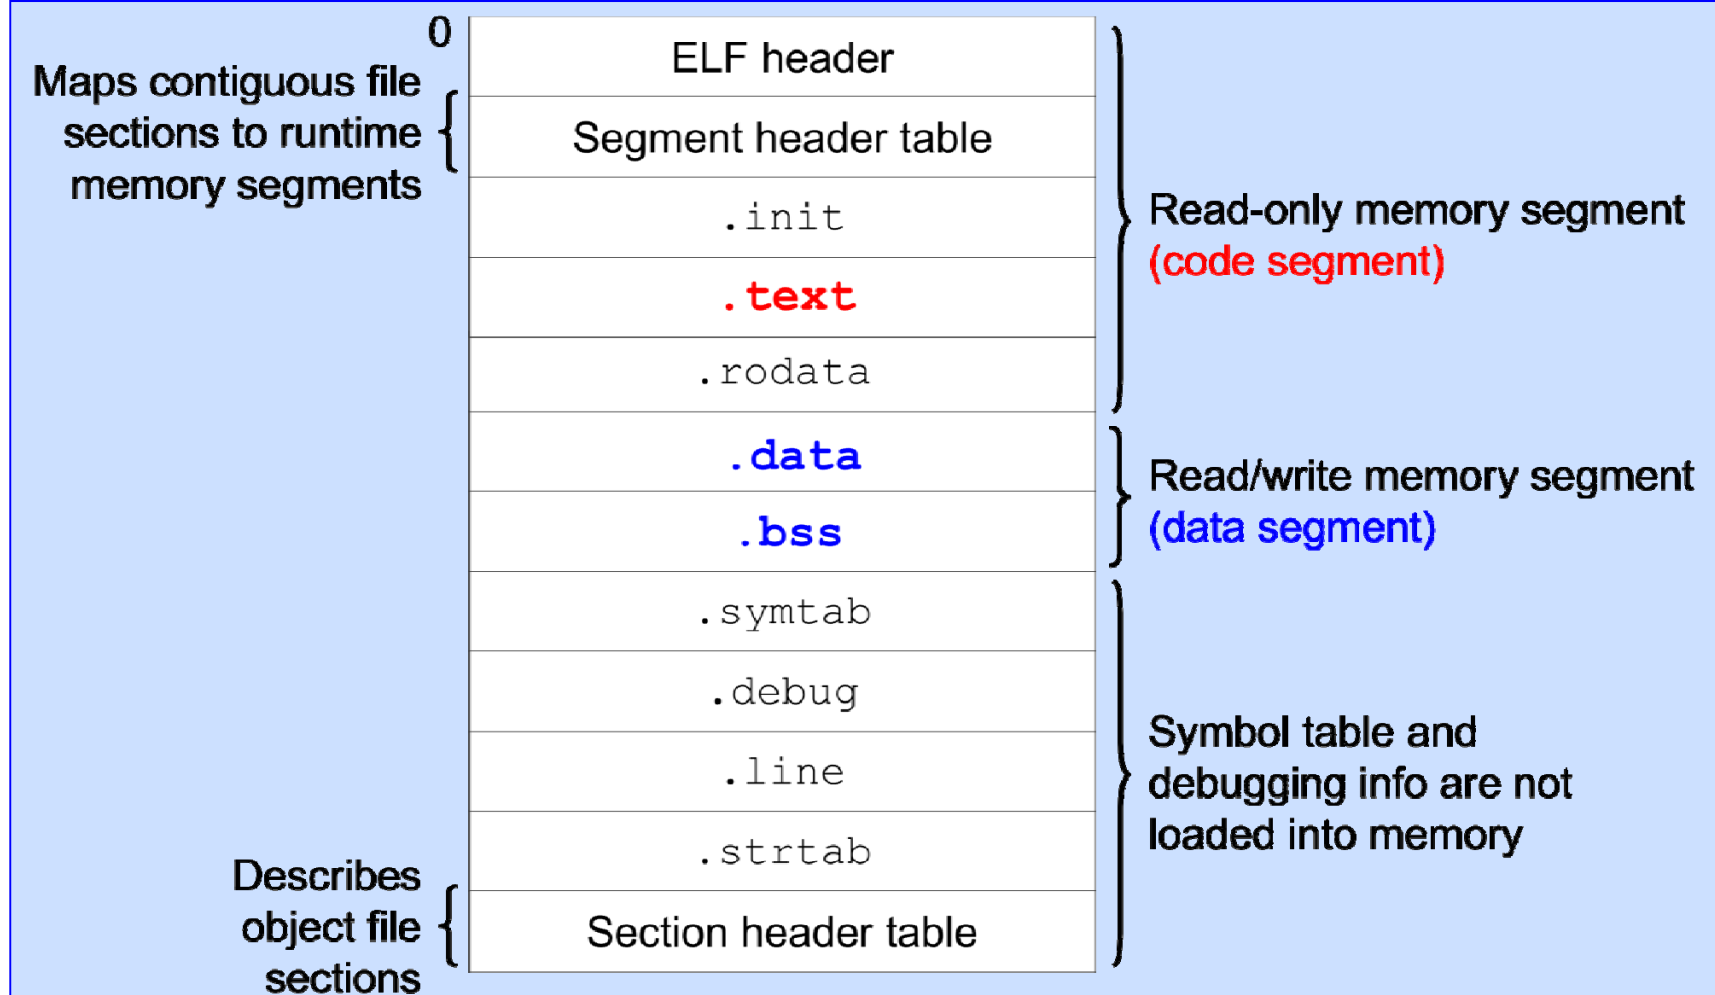 0
Maps contiguous file
sections to runtime
memory segments
ELF header
Segment header table
.init
.text
.rodata
.data
.bss
.symtab
.debug
.line
.strtab
Section header table
Describes
object file
sections
Read-only memory segment
(code segment)
Read/write memory segment
(data segment)
Symbol table and
debugging info are not
loaded into memory